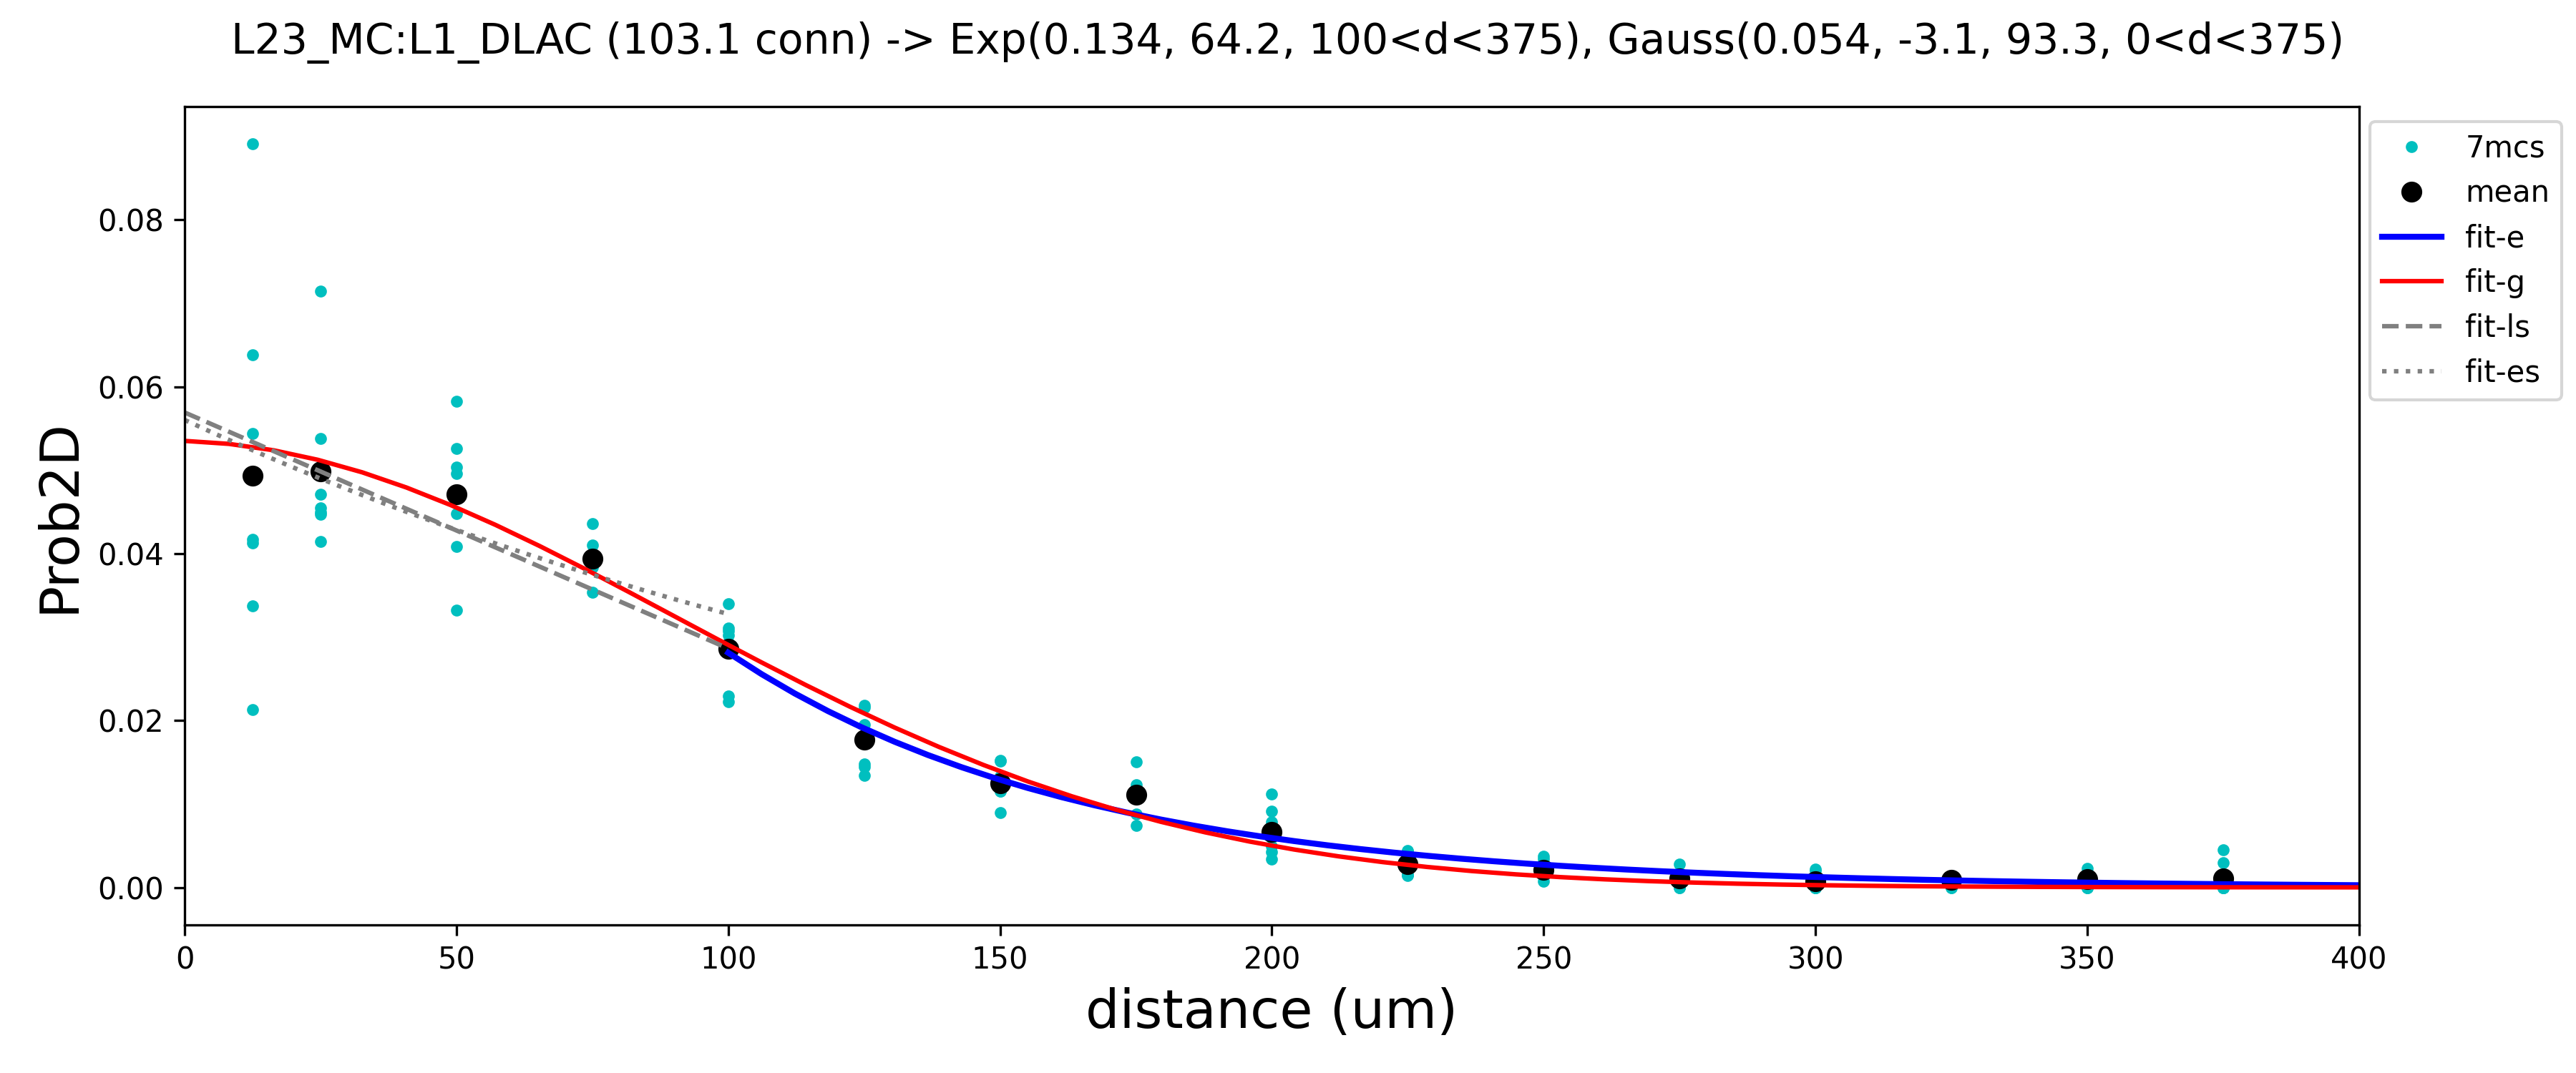 L23_MC:L1_DLAC (103.1 conn) -> Exp(0.134, 64.2, 100<d<375), Gauss(0.054, -3.1, 93.3, 0<d<375)
7mcs
mean
fit-e
fit-g
fit-ls
fit-es
Prob2D
0.08
0.06
0.04
0.02
0.00
0 50 100 150 200 250 300 350 400
distance (um)